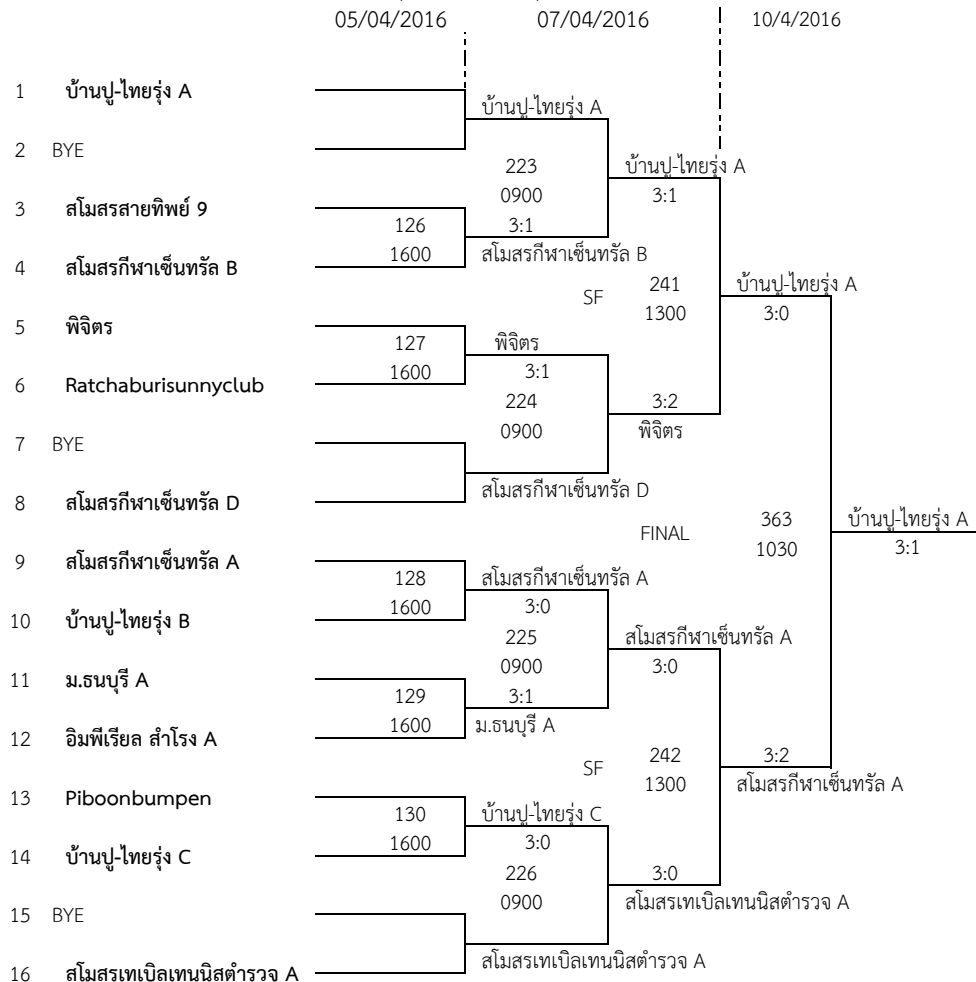 05/04/2016 07/04/2016 10/4/2016
1 บ้านปู-ไทยรุ่ง A
บ้านปู-ไทยรุ่ง A
2 BYE
223 บ้านปู-ไทยรุ่ง A
0900 3:1
3 สโมสรสายทิพย์ 9
126 3:1
1600 สโมสรกีฬาเซ็นทรัล B
4 สโมสรกีฬาเซ็นทรัล B
SF 241 บ้านปู-ไทยรุ่ง A
1300 3:0
5 พิจิตร
127 พิจิตร
1600 3:1
6 Ratchaburisunnyclub
224 3:2
0900 พิจิตร
7 BYE
สโมสรกีฬาเซ็นทรัล D
8 สโมสรกีฬาเซ็นทรัล D
FINAL 363 บ้านปู-ไทยรุ่ง A
1030 3:1
9 สโมสรกีฬาเซ็นทรัล A
128 สโมสรกีฬาเซ็นทรัล A
1600 3:0
10 บ้านปู-ไทยรุ่ง B
225 สโมสรกีฬาเซ็นทรัล A
0900 3:0
11 ม.ธนบุรี A
129 3:1
1600 ม.ธนบุรี A
12 อิมพีเรียล สำโรง A
SF 242 3:2
1300 สโมสรกีฬาเซ็นทรัล A
13 Piboonbumpen
130 บ้านปู-ไทยรุ่ง C
1600 3:0
14 บ้านปู-ไทยรุ่ง C
226 3:0
0900 สโมสรเทเบิลเทนนิสตำรวจ A
15 BYE
สโมสรเทเบิลเทนนิสตำรวจ A
16 สโมสรเทเบิลเทนนิสตำรวจ A